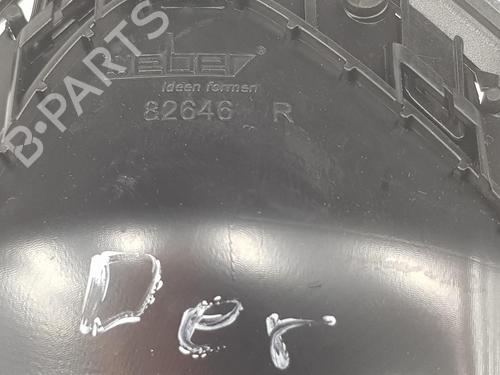 B-PARTS
weber®
Ideen formen
82646 R
Der